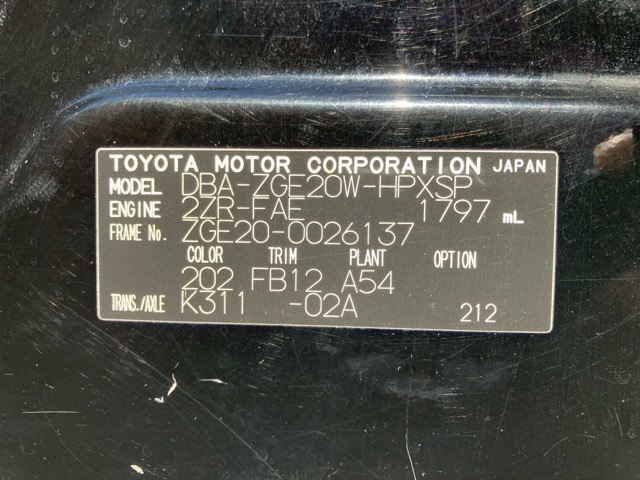 TOYOTA MOTOR CORPORATION JAPAN
MODEL DBA-ZGE20W-HPXSP
ENGINE 2ZR-FAE 1797 mL
FRAME No. ZGE20-0026137
COLOR TRIM PLANT OPTION
202 FB12 A54
TRANS./AXLE K311 -02A 212